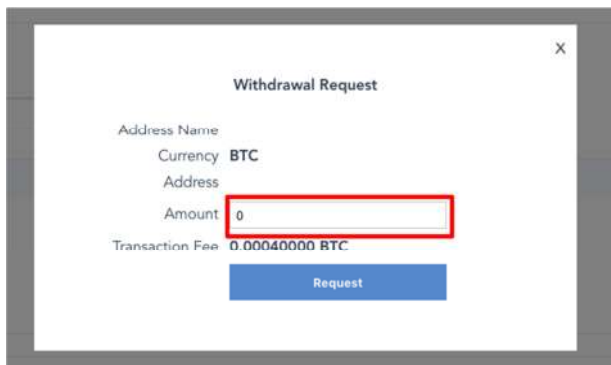 X
Withdrawal Request
Address Name
Currency BTC
Address
Amount 0
Transaction Fee 0.00040000 BTC
Request